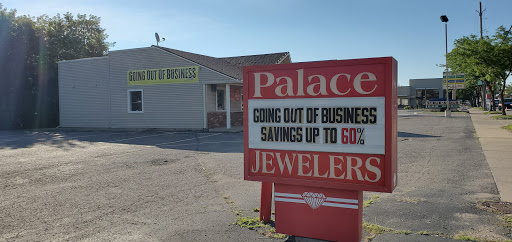 GOING OUT OF BUSINESS
Palace
GOING OUT OF BUSINESS
SAVINGS UP TO 60%
JEWELERS